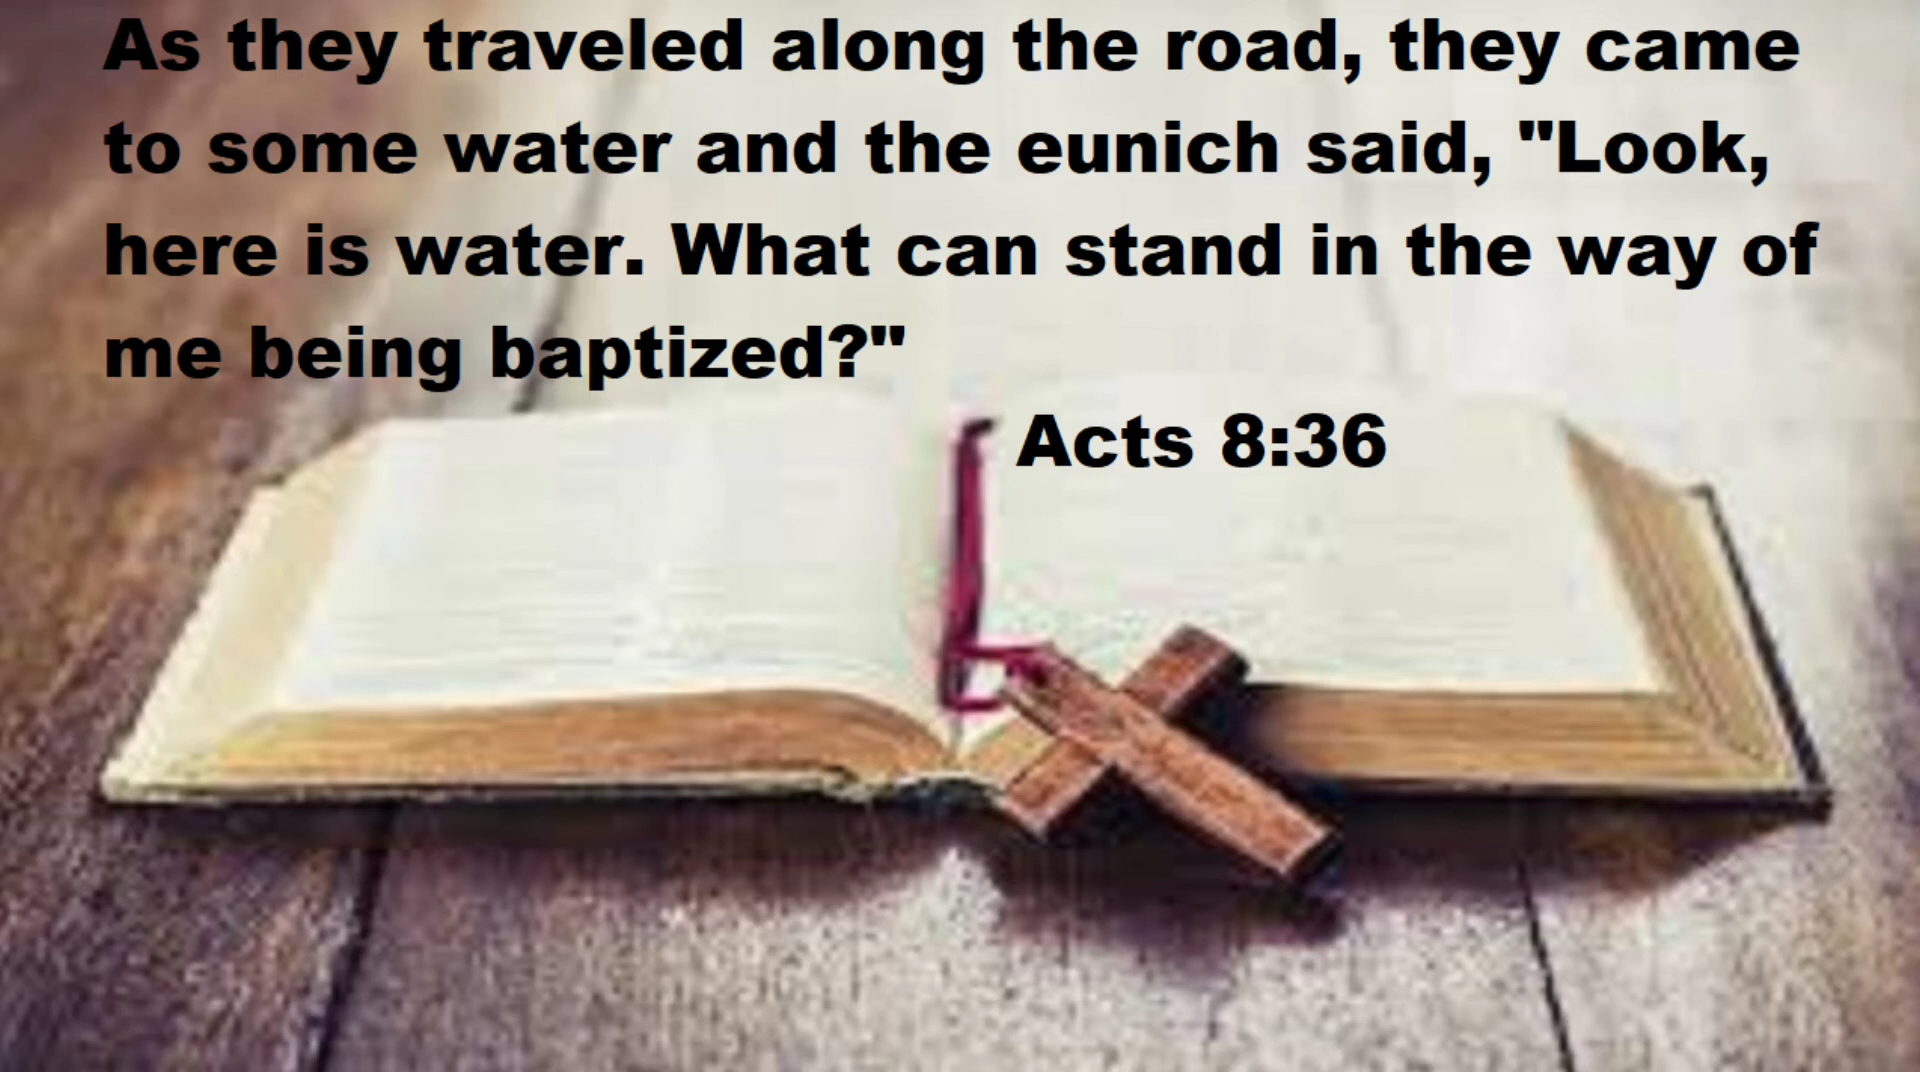 As they traveled along the road, they came
to some water and the eunich said, "Look,
here is water. What can stand in the way of
me being baptized?"
Acts 8:36